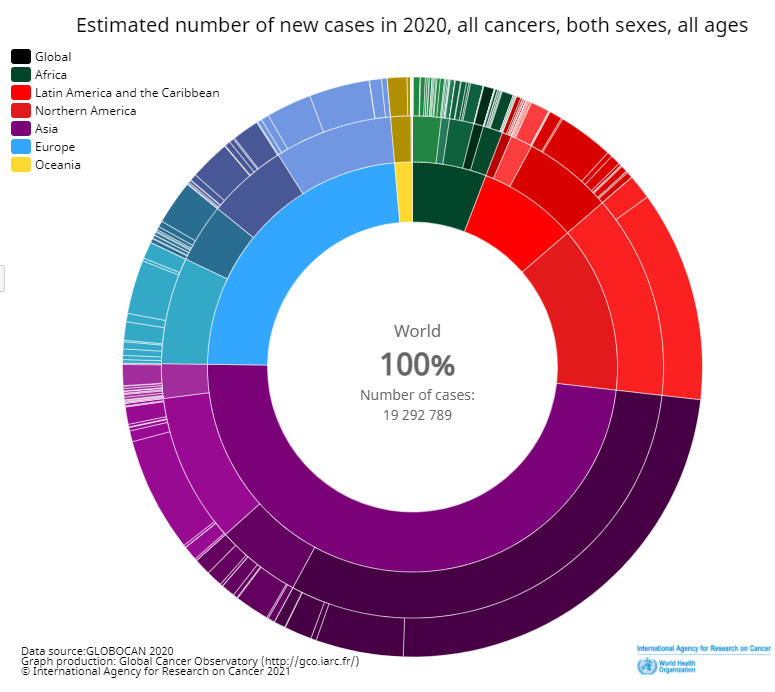 Estimated number of new cases in 2020, all cancers, both sexes, all ages
Global
Africa
Latin America and the Caribbean
Northern America
Asia
Europe
Oceania
World
100%
Number of cases:
19 292 789
Data source:GLOBOCAN 2020
Graph production: Global Cancer Observatory (http://gco.iarc.fr/)
© International Agency for Research on Cancer 2021
International Agency for Research on Cancer
World Health
Organization